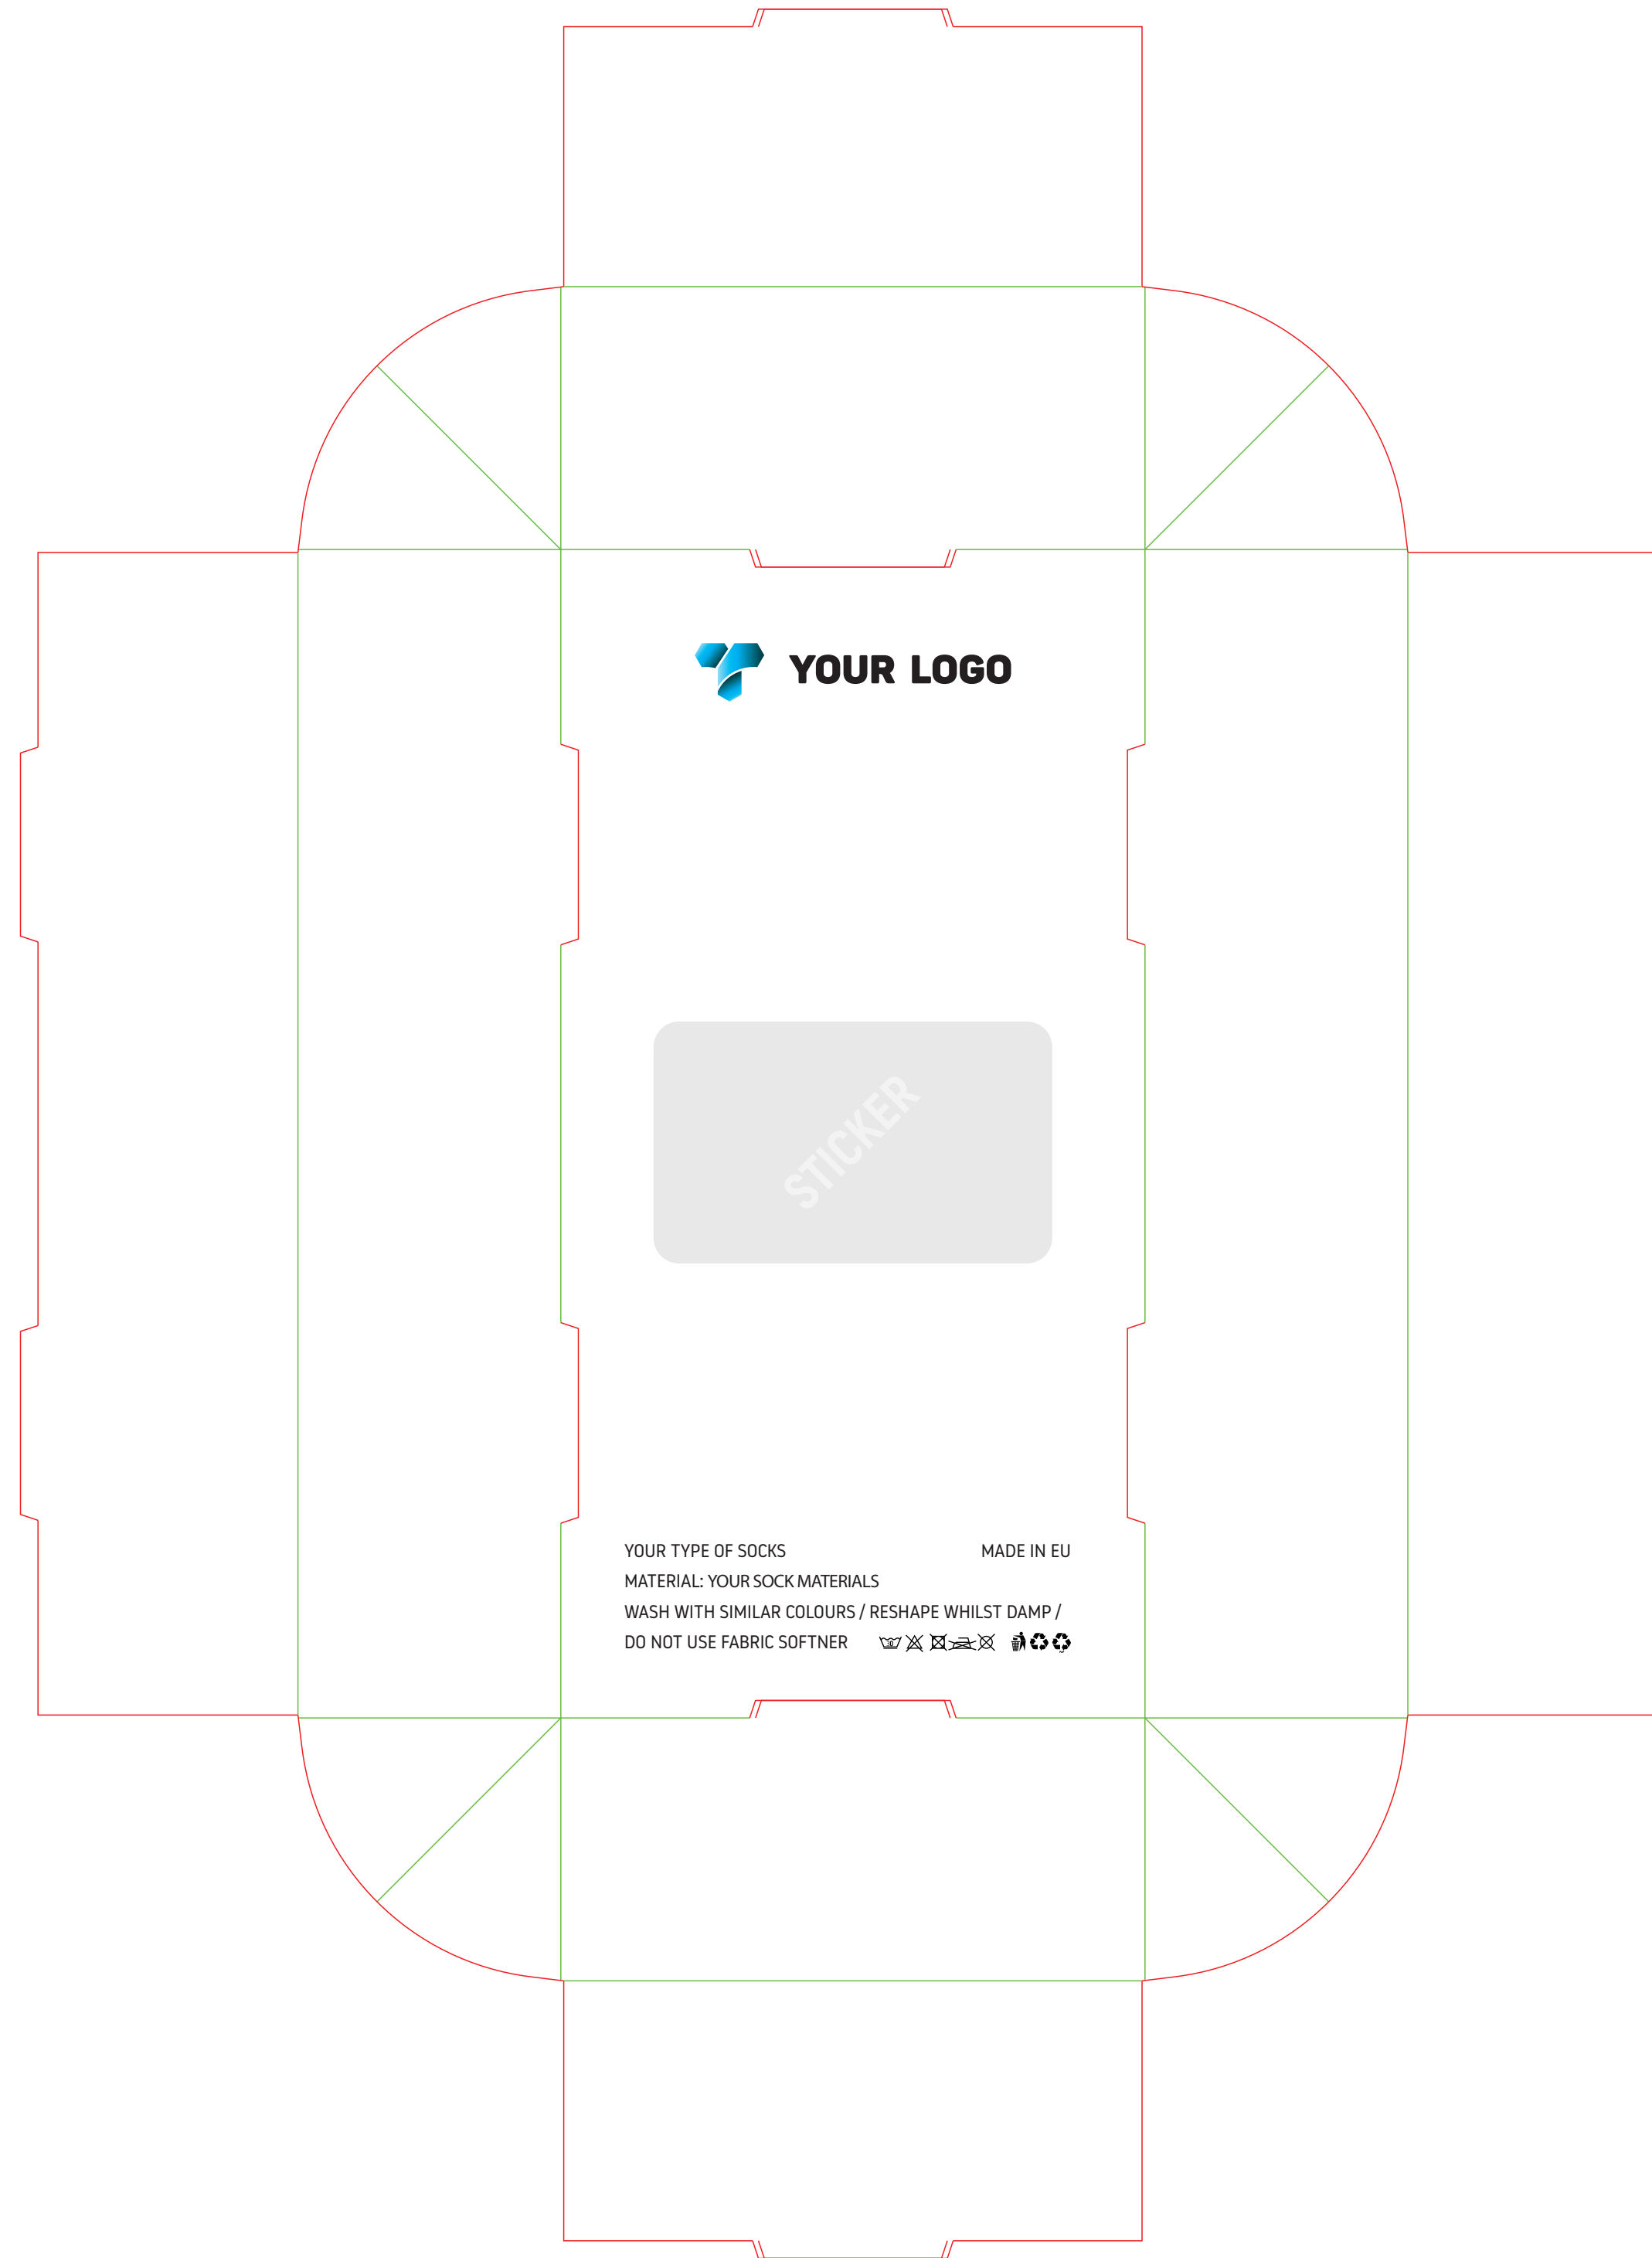 YOUR LOGO
STICKER
YOUR TYPE OF SOCKS MADE IN EU
MATERIAL: YOUR SOCK MATERIALS
WASH WITH SIMILAR COLOURS / RESHAPE WHILST DAMP /
DO NOT USE FABRIC SOFTNER